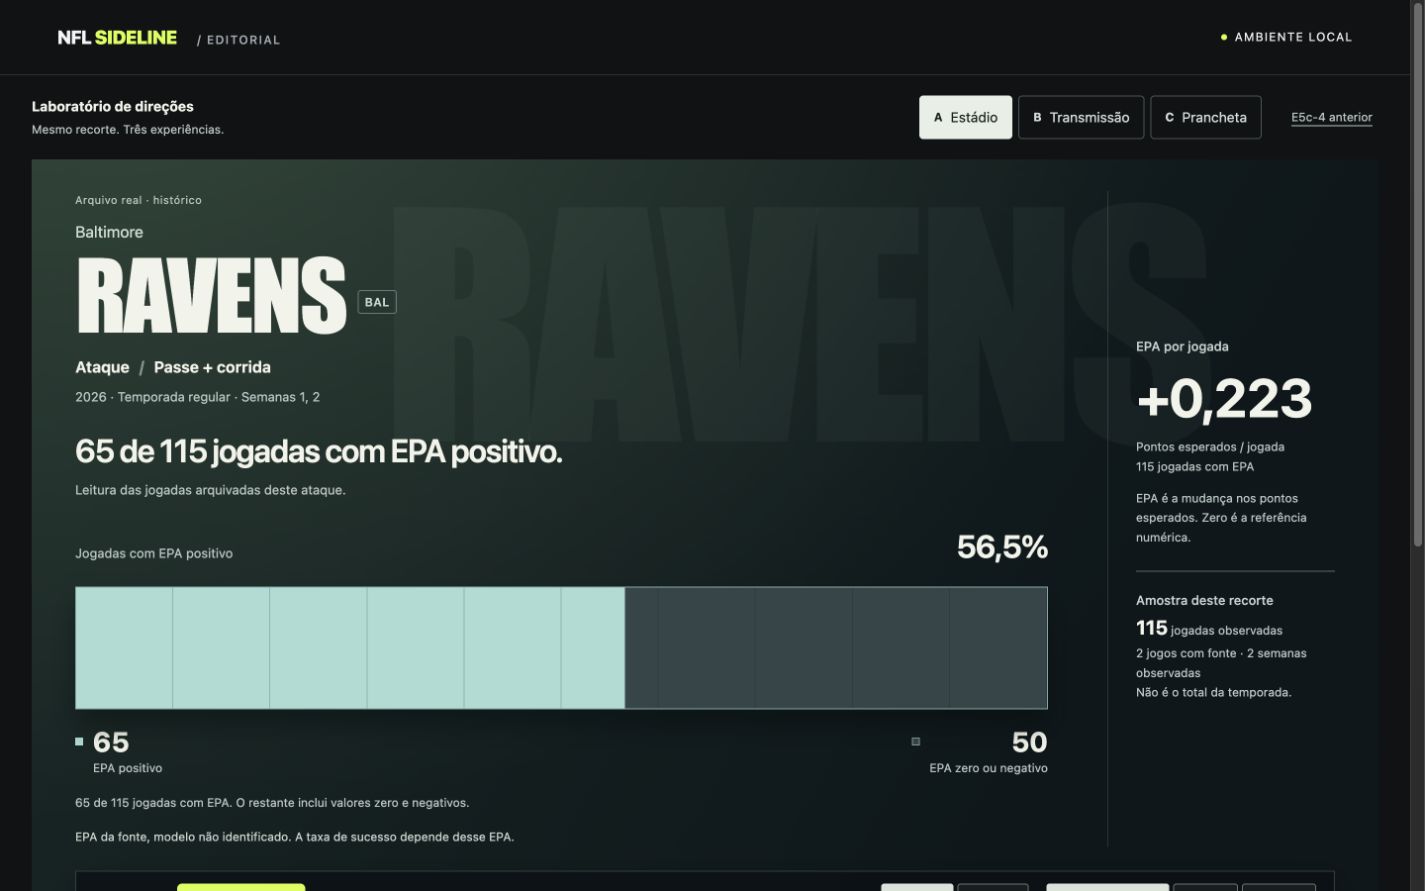 NFL SIDELINE / EDITORIAL
AMBIENTE LOCAL
Laboratório de direções
Mesmo recorte. Três experiências.
A Estádio
B Transmissão
C Prancheta
E5c-4 anterior
RAVENS
Arquivo real · histórico
Baltimore
RAVENS BAL
Ataque / Passe + corrida
2026 · Temporada regular · Semanas 1, 2
65 de 115 jogadas com EPA positivo.
Leitura das jogadas arquivadas deste ataque.
Jogadas com EPA positivo
56,5%
65
EPA positivo
50
EPA zero ou negativo
65 de 115 jogadas com EPA. O restante inclui valores zero e negativos.
EPA da fonte, modelo não identificado. A taxa de sucesso depende desse EPA.
EPA por jogada
+0,223
Pontos esperados / jogada
115 jogadas com EPA
EPA é a mudança nos pontos
esperados. Zero é a referência
numérica.
Amostra deste recorte
115 jogadas observadas
2 jogos com fonte · 2 semanas
observadas
Não é o total da temporada.